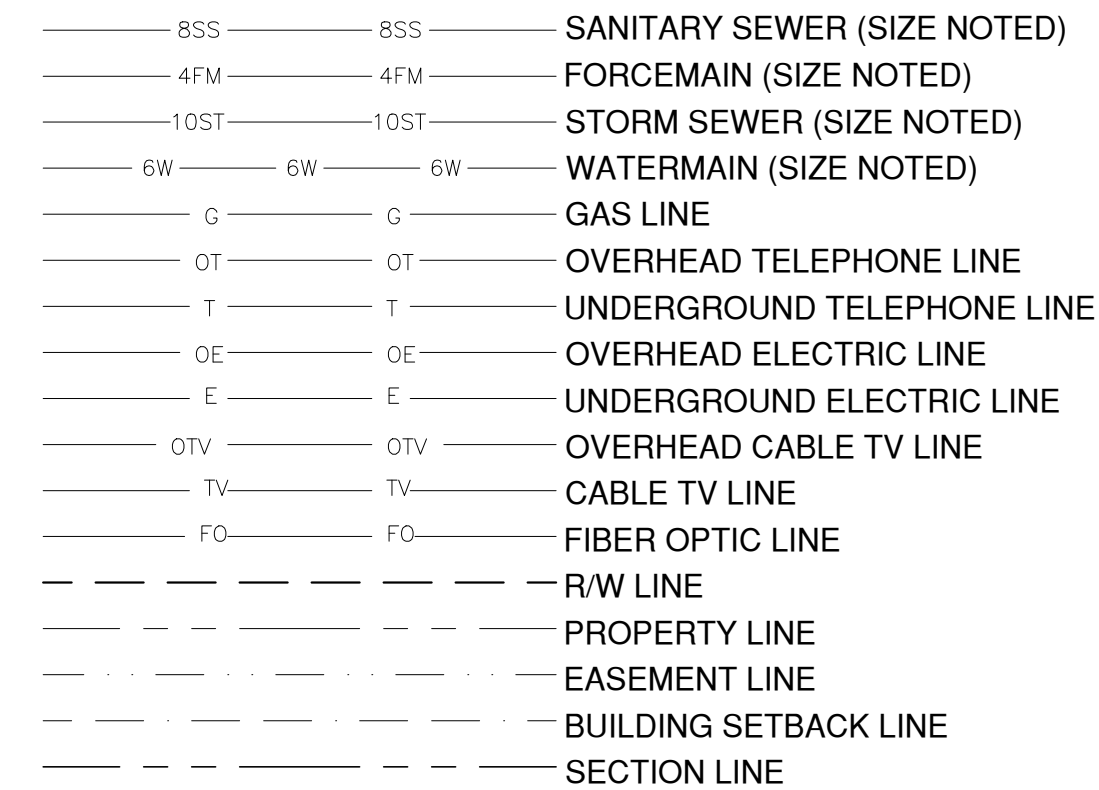 8SS 8SS SANITARY SEWER (SIZE NOTED)
4FM 4FM FORCEMAIN (SIZE NOTED)
10ST 10ST STORM SEWER (SIZE NOTED)
6W 6W 6W WATERMAIN (SIZE NOTED)
G G GAS LINE
OT OT OVERHEAD TELEPHONE LINE
T T UNDERGROUND TELEPHONE LINE
OE OE OVERHEAD ELECTRIC LINE
E E UNDERGROUND ELECTRIC LINE
OTV OTV OVERHEAD CABLE TV LINE
TV TV CABLE TV LINE
FO FO FIBER OPTIC LINE
R/W LINE
PROPERTY LINE
EASEMENT LINE
BUILDING SETBACK LINE
SECTION LINE